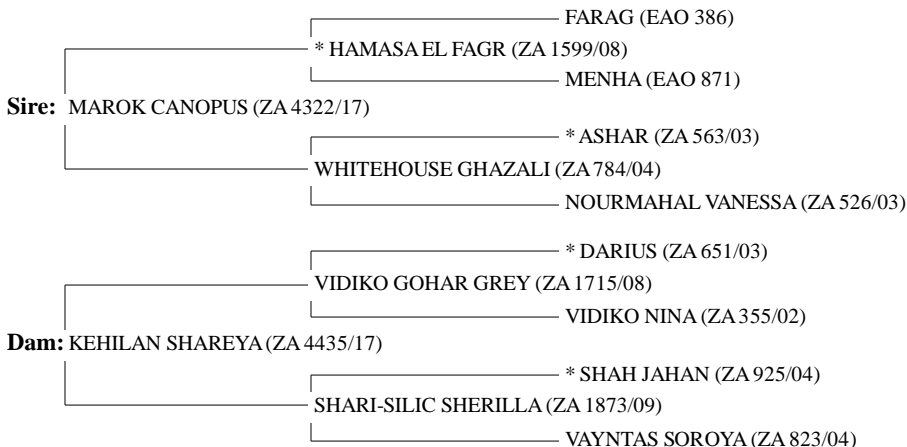 FARAG (EAO 386)
* HAMASA EL FAGR (ZA 1599/08)
MENHA (EAO 871)
Sire: MAROK CANOPUS (ZA 4322/17)
* ASHAR (ZA 563/03)
WHITEHOUSE GHAZALI (ZA 784/04)
NOURMAHAL VANESSA (ZA 526/03)
* DARIUS (ZA 651/03)
VIDIKO GOHAR GREY (ZA 1715/08)
VIDIKO NINA (ZA 355/02)
Dam: KEHILAN SHAREYA (ZA 4435/17)
* SHAH JAHAN (ZA 925/04)
SHARI-SILIC SHERILLA (ZA 1873/09)
VAYNTAS SOROYA (ZA 823/04)